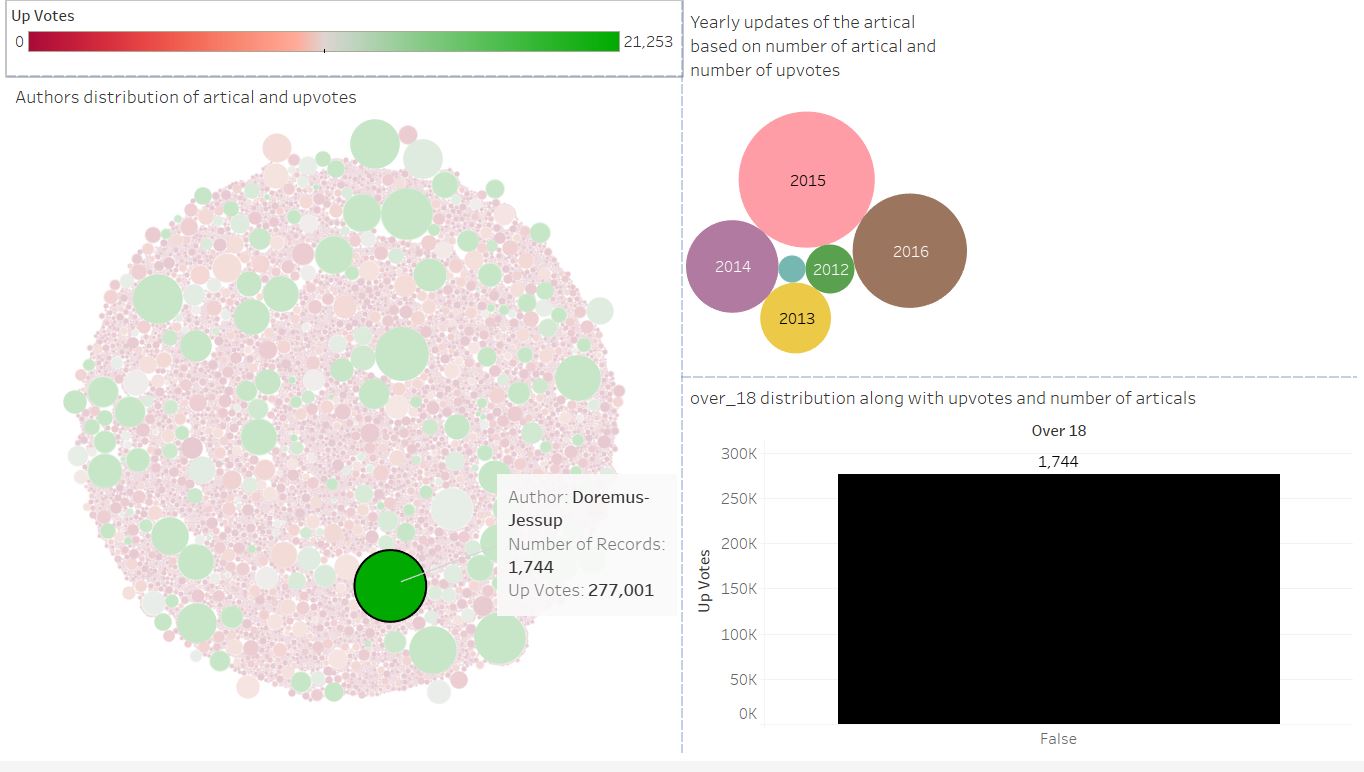 Up Votes
0
21,253
Authors distribution of artical and upvotes
Author: Doremus-
Jessup
Number of Records:
1,744
Up Votes: 277,001
Yearly updates of the artical
based on number of artical and
number of upvotes
2015
2016
2014
2012
2013
over_18 distribution along with upvotes and number of articals
Over 18
1,744
300K
250K
200K
150K
100K
50K
0K
Up Votes
False